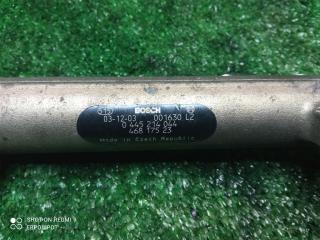 BOSCH
03-12-03 001630 L2
0 445 214 044
468 175 23
Made in Czech Republic
SHOT ON REDMI
EVROMPOT